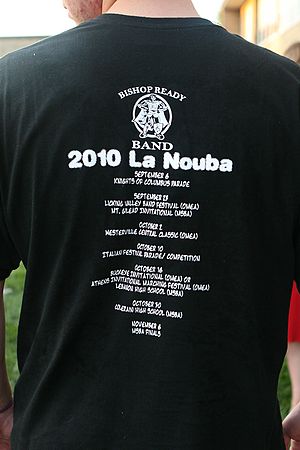 BISHOP READY
BAND
2010 La Nouba
SEPTEMBER 6
KNIGHTS OF COLUMBUS PARADE
SEPTEMBER 25
LICKING VALLEY BAND FESTIVAL (OMEA)
MT. GILEAD INVITATIONAL (MSBA)
OCTOBER 2
WESTERVILLE CENTRAL CLASSIC (OMEA)
OCTOBER 10
ITALIAN FESTIVAL PARADE/ COMPETITION
OCTOBER 16
BUCKEYE INVITATIONAL (OMEA) OR
ATHENS INVITATIONAL MARCHING FESTIVAL (OMEA)
LEBANON HIGH SCHOOL (MSBA)
OCTOBER 30
LOVELAND HIGH SCHOOL (MSBA)
NOVEMBER 6
MSBA FINALS